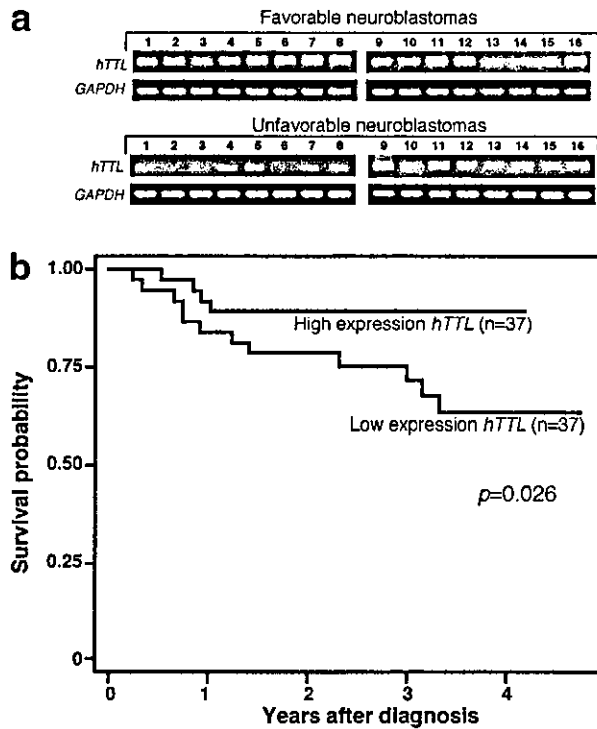 a
Favorable neuroblastomas
1 2 3 4 5 6 7 8 9 10 11 12 13 14 15 16
hTTL
GAPDH
Unfavorable neuroblastomas
1 2 3 4 5 6 7 8 9 10 11 12 13 14 15 16
hTTL
GAPDH
b
1.00
0.75
0.50
0.25
0
Survival probability
High expression hTTL (n=37)
Low expression hTTL (n=37)
p=0.026
0 1 2 3 4
Years after diagnosis